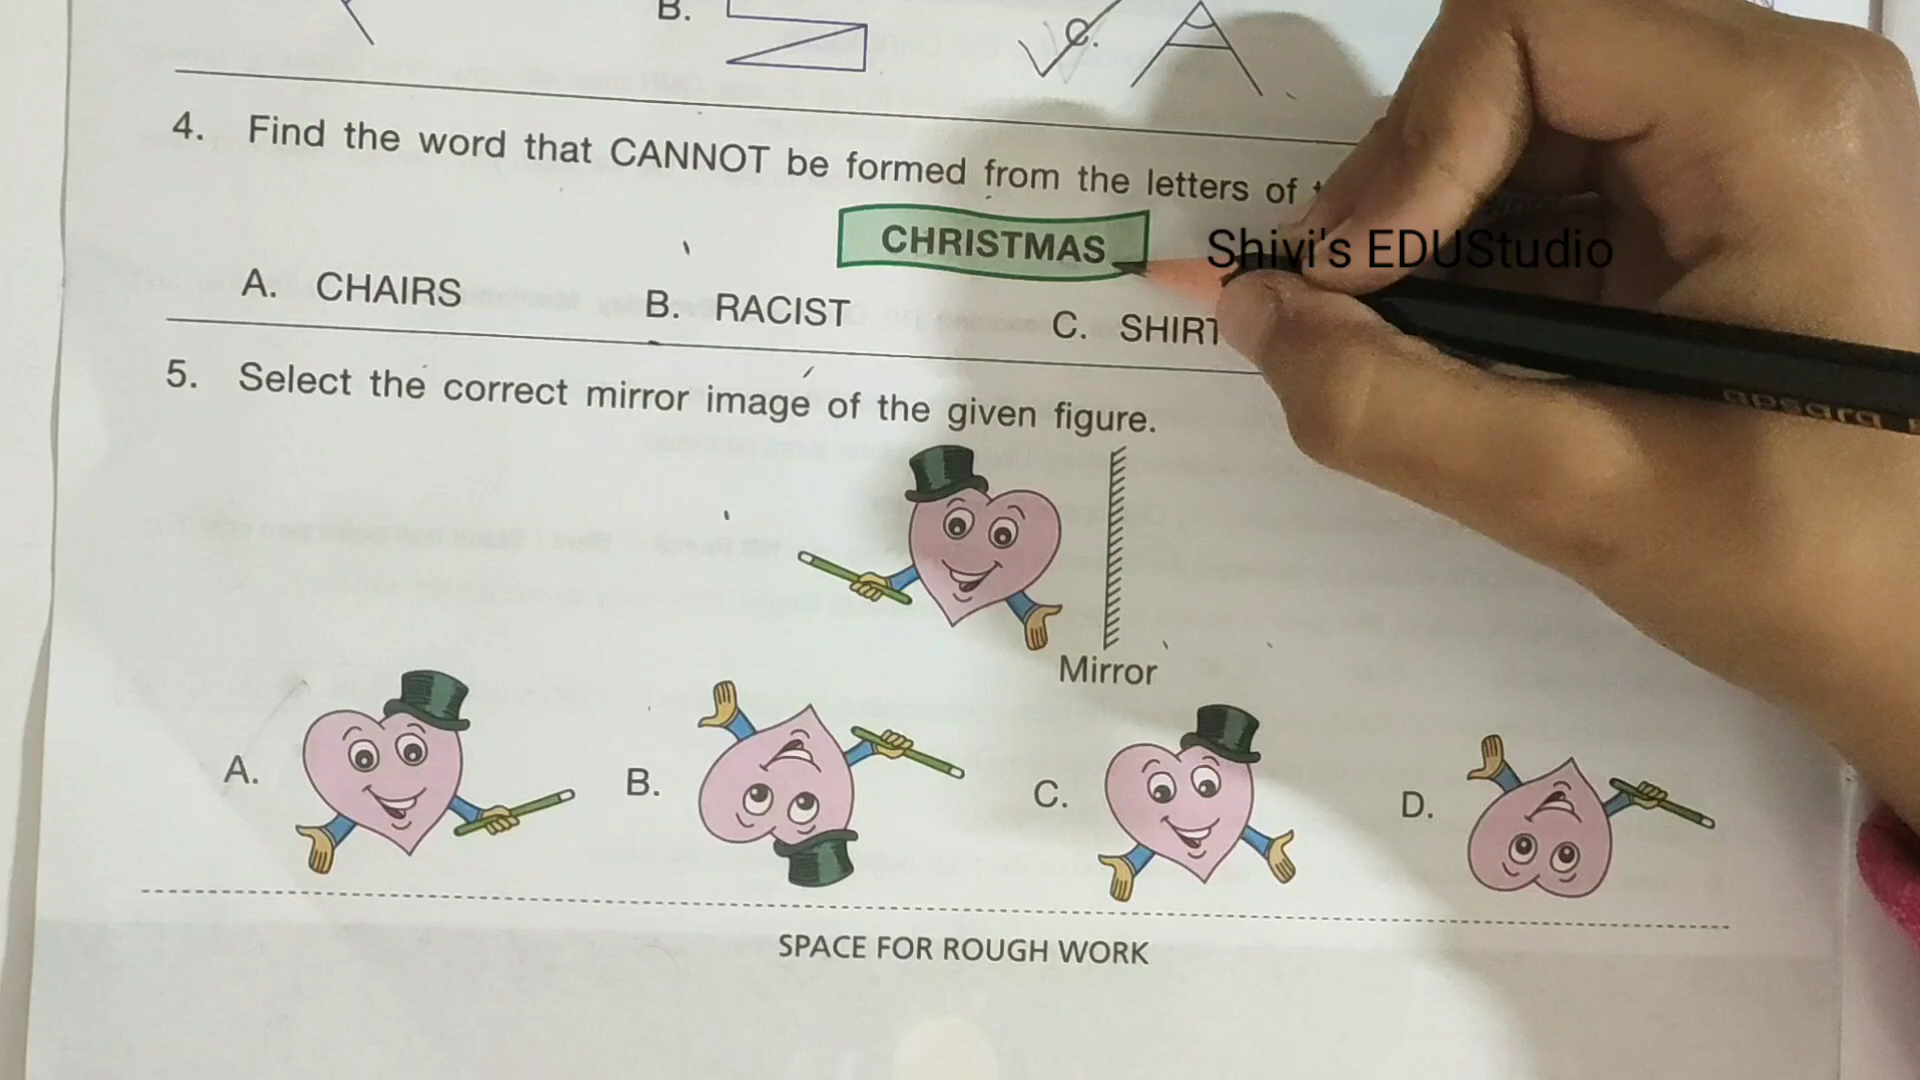 B.
C.
4. Find the word that CANNOT be formed from the letters of
CHRISTMAS
Shivi's EDUStudio
A. CHAIRS B. RACIST C. SHIRT
5. Select the correct mirror image of the given figure.
Mirror
A. B. C. D.
SPACE FOR ROUGH WORK
apsara